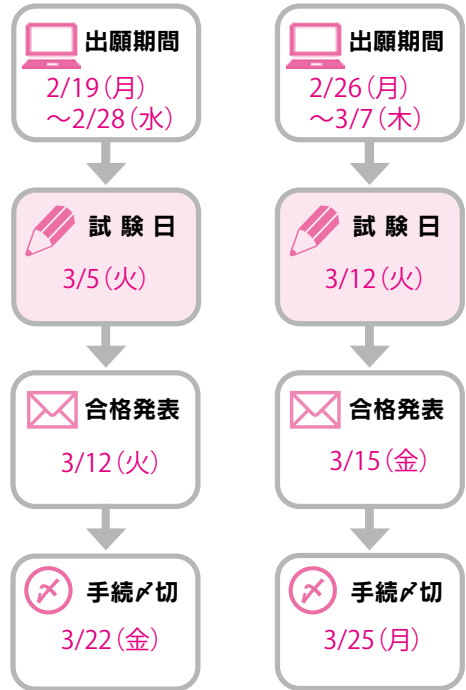 出願期間
2/19(月)
～2/28(水)
試験日
3/5(火)
合格発表
3/12(火)
〆
手続〆切
3/22(金)
出願期間
2/26(月)
～3/7(木)
試験日
3/12(火)
合格発表
3/15(金)
〆
手続〆切
3/25(月)